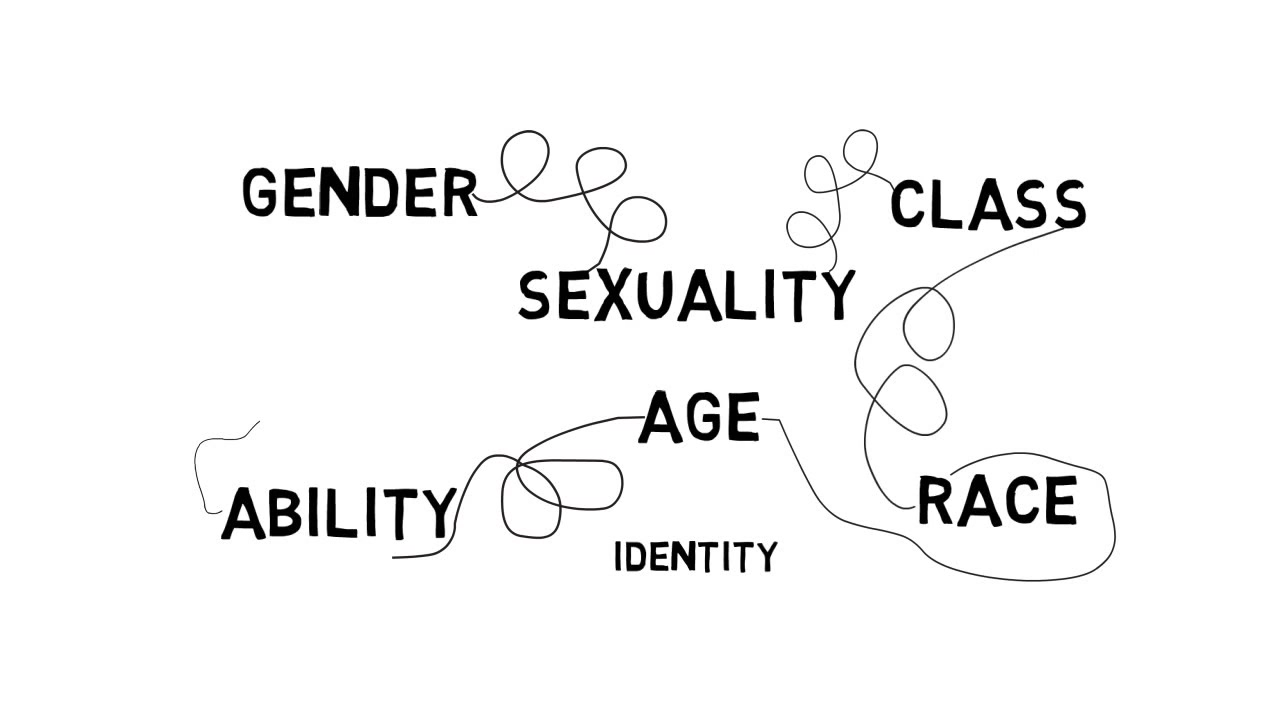 GENDER
CLASS
SEXUALITY
AGE
ABILITY
RACE
IDENTITY